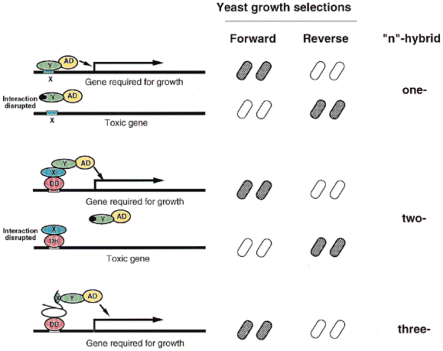 Yeast growth selections
Forward Reverse "n"-hybrid
Y AD
X
Gene required for growth
one-
Interaction
disrupted
Y AD
X
Toxic gene
Y AD
X
DB
Gene required for growth
two-
Interaction
disrupted
X
DB
Y AD
Toxic gene
X Y AD
DB
Gene required for growth
three-